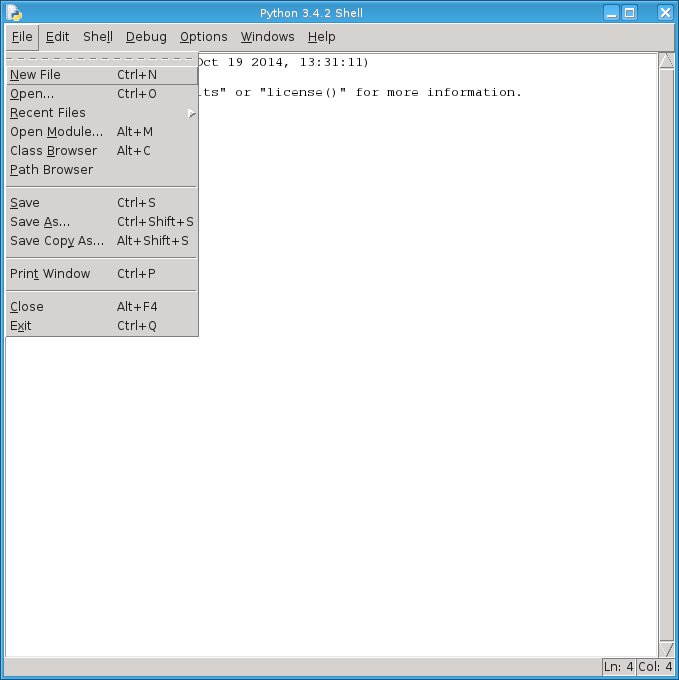 Python 3.4.2 Shell
File Edit Shell Debug Options Windows Help
Oct 19 2014, 13:31:11)
New File Ctrl+N
Open... Ctrl+O
its" or "license()" for more information.
Recent Files
Open Module... Alt+M
Class Browser Alt+C
Path Browser
Save Ctrl+S
Save As... Ctrl+Shift+S
Save Copy As... Alt+Shift+S
Print Window Ctrl+P
Close Alt+F4
Exit Ctrl+Q
Ln: 4 Col: 4